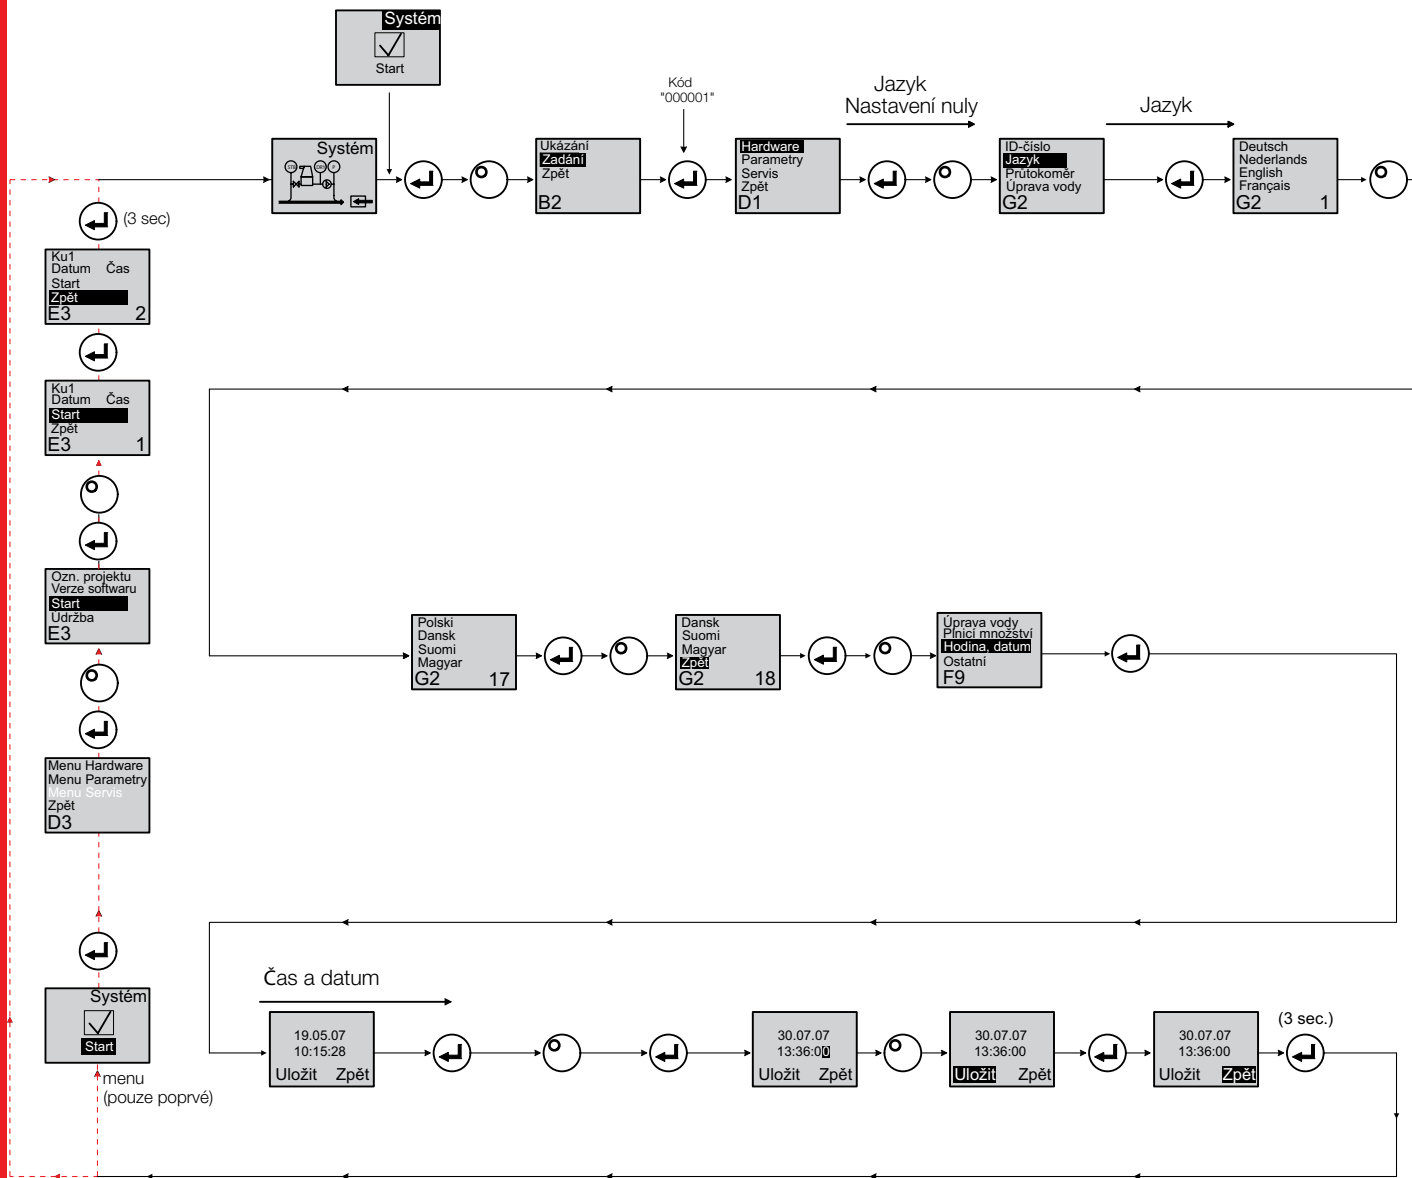 Systém
Start
Kód
"000001"
Jazyk
Nastavení nuly
Jazyk
Systém
Ukázání
Zadání
Zpět
B2
Hardware
Parametry
Servis
Zpět
D1
ID-číslo
Jazyk
Průtokoměr
Úprava vody
G2
Deutsch
Nederlands
English
Français
G2 1
(3 sec)
Ku1
Datum Čas
Start
Zpět
E3 2
Ku1
Datum Čas
Start
Zpět
E3 1
Ozn. projektu
Verze softwaru
Start
Údržba
E3
Polski
Dansk
Suomi
Magyar
G2 17
Dansk
Suomi
Magyar
Zpět
G2 18
Úprava vody
Plnicí množství
Hodina, datum
Ostatní
F9
Menu Hardware
Menu Parametry
Menu Servis
Zpět
D3
Systém
Start
menu
(pouze poprvé)
Čas a datum
19.05.07
10:15:28
Uložit Zpět
30.07.07
13:36:00
Uložit Zpět
30.07.07
13:36:00
Uložit Zpět
30.07.07
13:36:00
Uložit Zpět
(3 sec.)